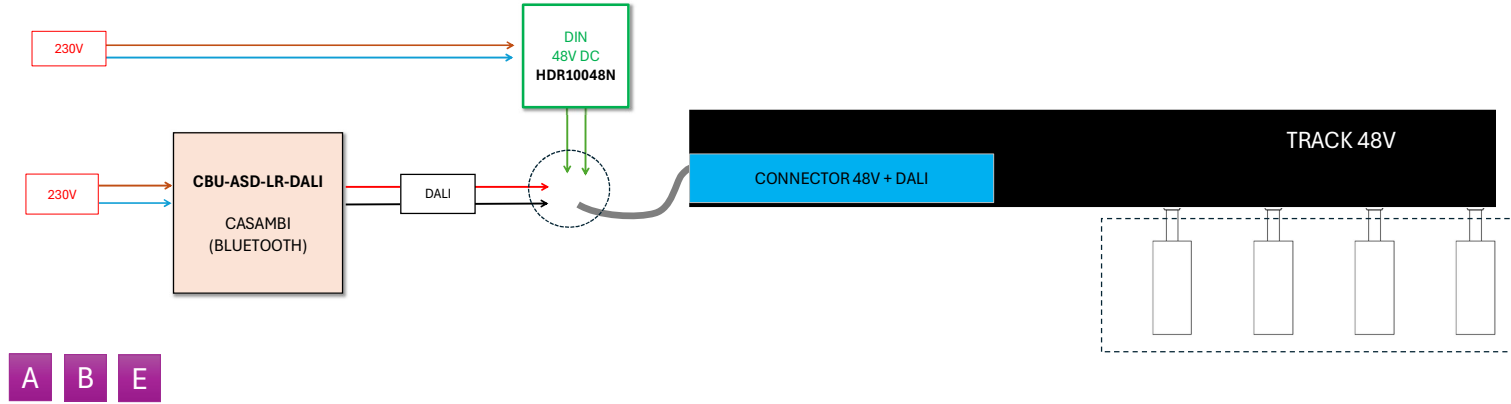 230V
DIN
48V DC
HDR10048N
TRACK 48V
CONNECTOR 48V + DALI
230V
CBU-ASD-LR-DALI
CASAMBI
(BLUETOOTH)
DALI
A B E